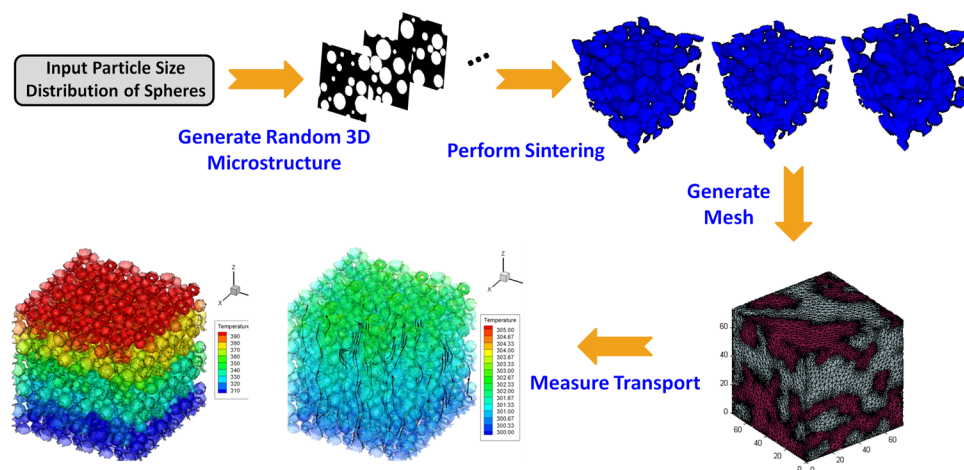 Input Particle Size
Distribution of Spheres
Generate Random 3D
Microstructure
Perform Sintering
Generate
Mesh
Measure Transport
Z
X
Temperature
390
380
370
360
350
340
330
320
310
Z
X
Temperature
305.00
304.67
304.33
304.00
303.67
303.33
303.00
302.67
302.33
302.00
301.67
301.33
301.00
300.67
300.33
300.00
60
40
20
0
60
40
20
0
0
20
40
60